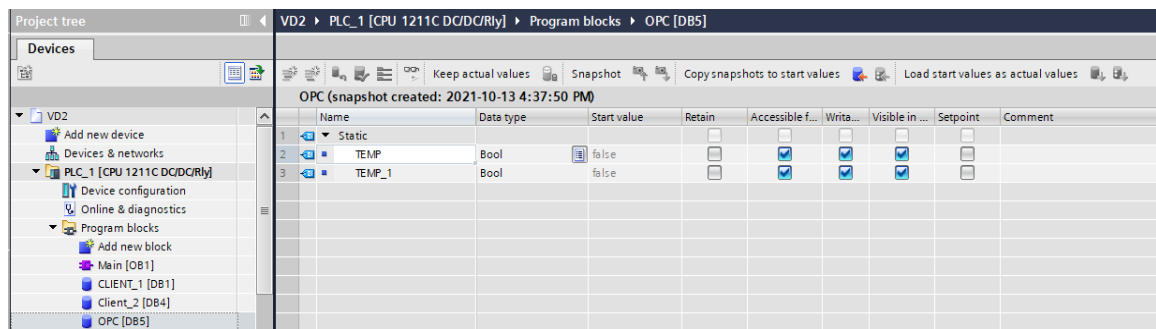 Project tree
VD2 ▸ PLC_1 [CPU 1211C DC/DC/Rly] ▸ Program blocks ▸ OPC [DB5]
Devices
Keep actual values Snapshot Copy snapshots to start values Load start values as actual values
OPC (snapshot created: 2021-10-13 4:37:50 PM)
Name Data type Start value Retain Accessible f... Writa... Visible in ... Setpoint Comment
1 Static
2 TEMP Bool false
3 TEMP_1 Bool false
VD2
Add new device
Devices & networks
PLC_1 [CPU 1211C DC/DC/Rly]
Device configuration
Online & diagnostics
Program blocks
Add new block
Main [OB1]
CLIENT_1 [DB1]
Client_2 [DB4]
OPC [DB5]